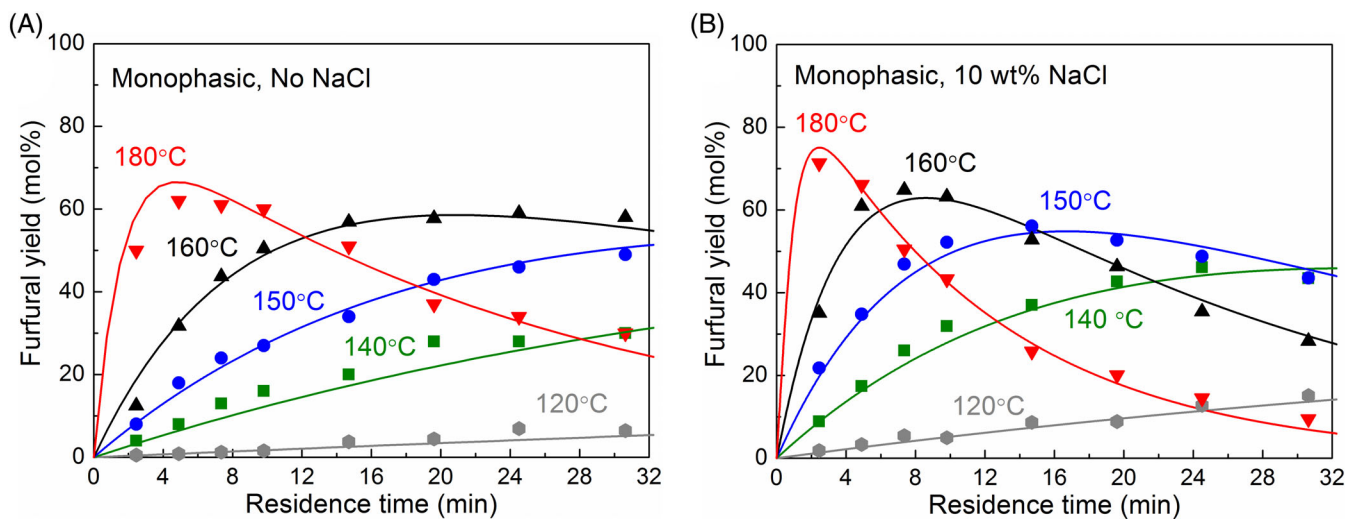 (A)
Monophasic, No NaCl
180°C
160°C
150°C
140°C
120°C
Furfural yield (mol%)
100
80
60
40
20
0
0 4 8 12 16 20 24 28 32
Residence time (min)
(B)
Monophasic, 10 wt% NaCl
180°C
160°C
150°C
140 °C
120°C
Furfural yield (mol%)
100
80
60
40
20
0
0 4 8 12 16 20 24 28 32
Residence time (min)